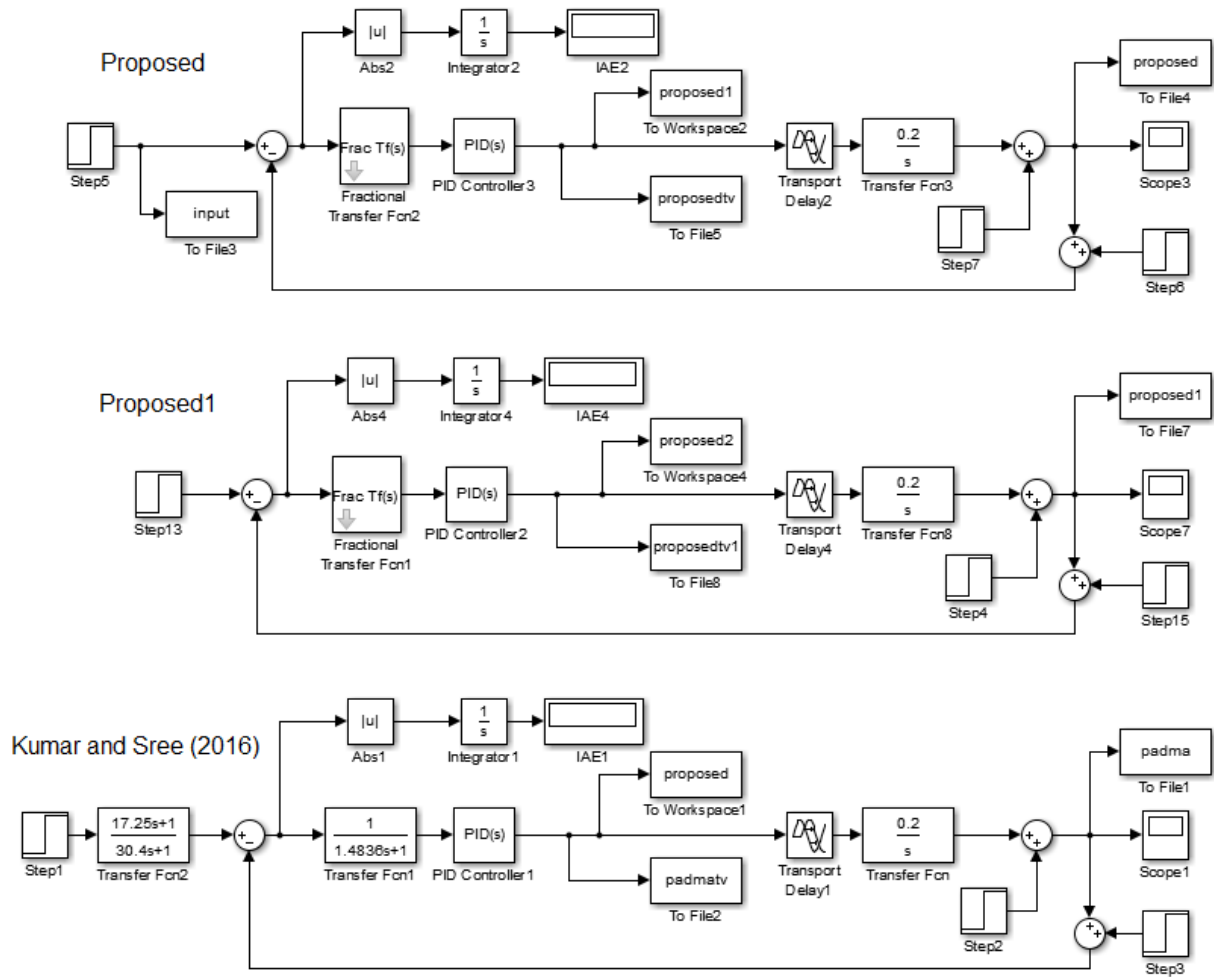 Proposed
|u|
Abs2
1
s
Integrator2
IAE2
proposed1
To Workspace2
proposed
To File4
Step5
+
−
Frac Tf(s)
Fractional
Transfer Fcn2
PID(s)
PID Controller3
Transport
Delay2
0.2
s
Transfer Fcn3
+
+
Scope3
input
To File3
proposedtv
To File5
Step7
+
+
Step6
Proposed1
|u|
Abs4
1
s
Integrator4
IAE4
proposed2
To Workspace4
proposed1
To File7
Step13
+
−
Frac Tf(s)
Fractional
Transfer Fcn1
PID(s)
PID Controller2
Transport
Delay4
0.2
s
Transfer Fcn8
+
+
Scope7
proposedtv1
To File8
Step4
+
+
Step15
Kumar and Sree (2016)
|u|
Abs1
1
s
Integrator1
IAE1
proposed
To Workspace1
padma
To File1
Step1
17.25s+1
30.4s+1
Transfer Fcn2
+
−
1
1.4836s+1
Transfer Fcn1
PID(s)
PID Controller1
Transport
Delay1
0.2
s
Transfer Fcn
+
+
Scope1
padmatv
To File2
Step2
+
+
Step3